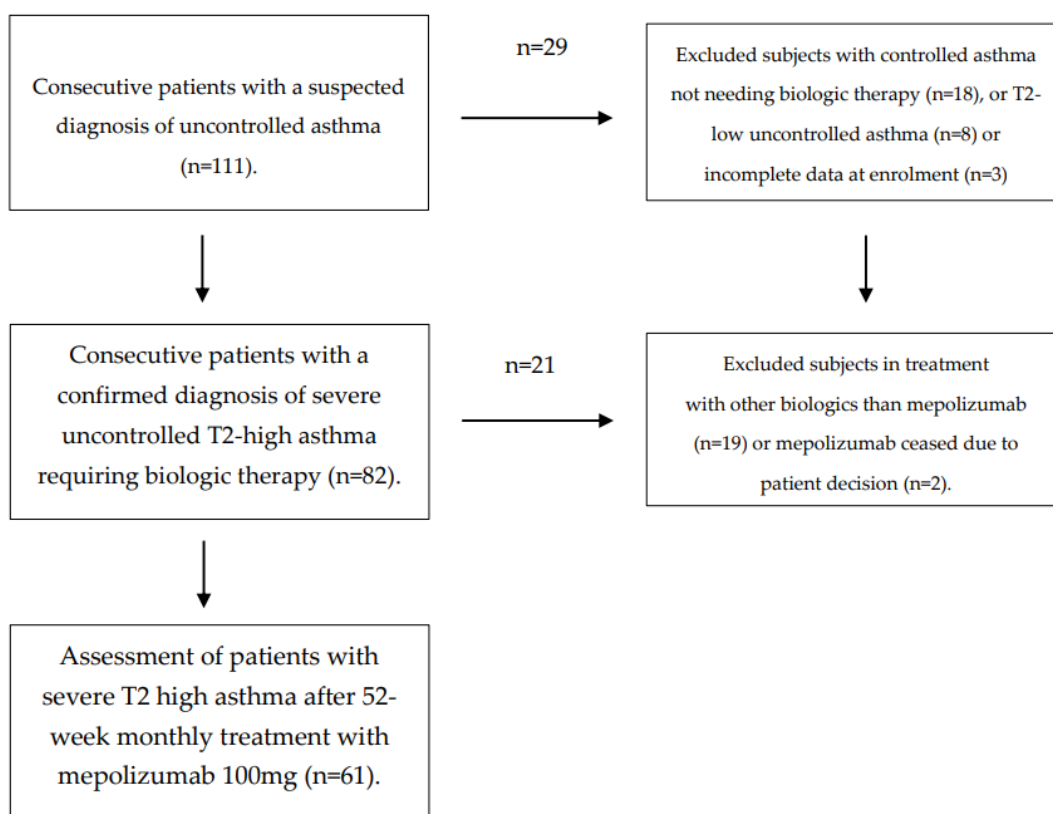 Consecutive patients with a suspected
diagnosis of uncontrolled asthma
(n=111).
n=29
Excluded subjects with controlled asthma
not needing biologic therapy (n=18), or T2-
low uncontrolled asthma (n=8) or
incomplete data at enrolment (n=3)
Consecutive patients with a
confirmed diagnosis of severe
uncontrolled T2-high asthma
requiring biologic therapy (n=82).
n=21
Excluded subjects in treatment
with other biologics than mepolizumab
(n=19) or mepolizumab ceased due to
patient decision (n=2).
Assessment of patients with
severe T2 high asthma after 52-
week monthly treatment with
mepolizumab 100mg (n=61).